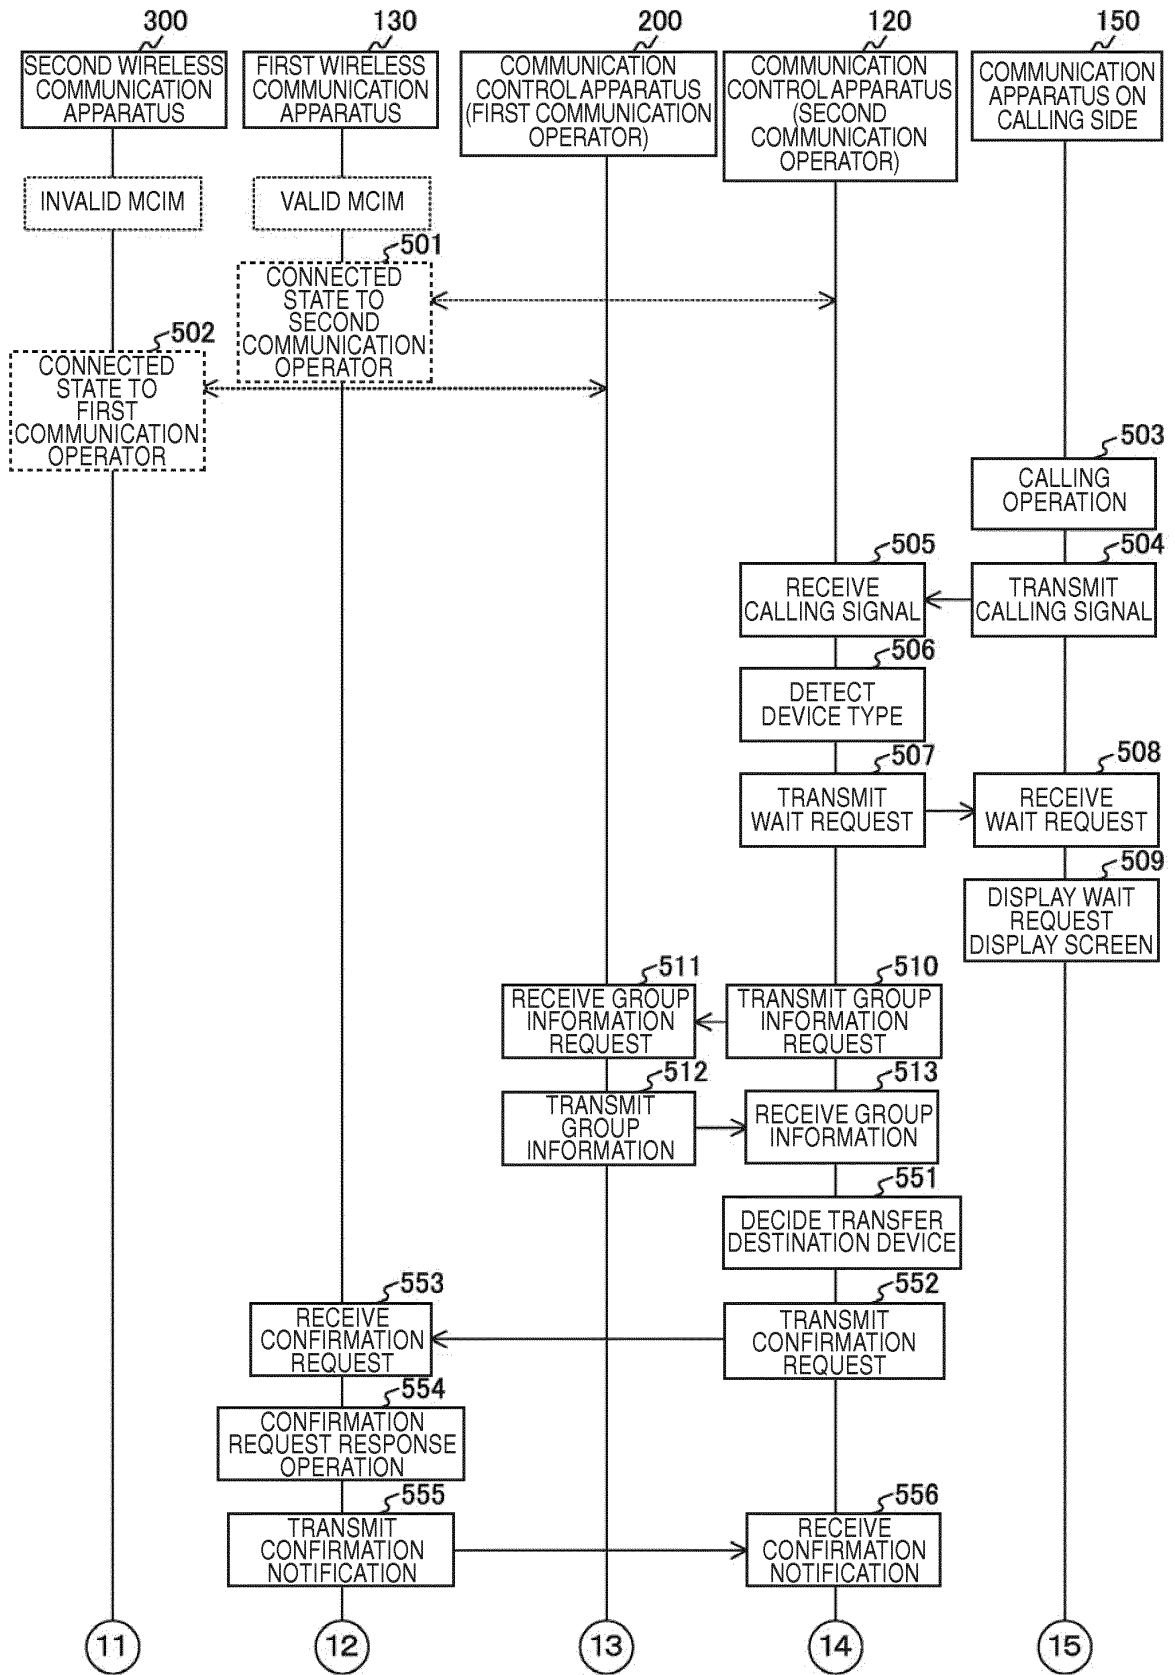 300
130
200
120
150
SECOND WIRELESS
COMMUNICATION
APPARATUS
FIRST WIRELESS
COMMUNICATION
APPARATUS
COMMUNICATION
CONTROL APPARATUS
(FIRST COMMUNICATION
OPERATOR)
COMMUNICATION
CONTROL APPARATUS
(SECOND
COMMUNICATION
OPERATOR)
COMMUNICATION
APPARATUS ON
CALLING SIDE
INVALID MCIM
VALID MCIM
501
CONNECTED
STATE TO
SECOND
COMMUNICATION
OPERATOR
502
CONNECTED
STATE TO
FIRST
COMMUNICATION
OPERATOR
503
CALLING
OPERATION
504
TRANSMIT
CALLING SIGNAL
505
RECEIVE
CALLING SIGNAL
506
DETECT
DEVICE TYPE
507
TRANSMIT
WAIT REQUEST
508
RECEIVE
WAIT REQUEST
509
DISPLAY WAIT
REQUEST
DISPLAY SCREEN
510
TRANSMIT GROUP
INFORMATION
REQUEST
511
RECEIVE GROUP
INFORMATION
REQUEST
512
TRANSMIT
GROUP
INFORMATION
513
RECEIVE GROUP
INFORMATION
551
DECIDE TRANSFER
DESTINATION DEVICE
552
TRANSMIT
CONFIRMATION
REQUEST
553
RECEIVE
CONFIRMATION
REQUEST
554
CONFIRMATION
REQUEST RESPONSE
OPERATION
555
TRANSMIT
CONFIRMATION
NOTIFICATION
556
RECEIVE
CONFIRMATION
NOTIFICATION
11
12
13
14
15